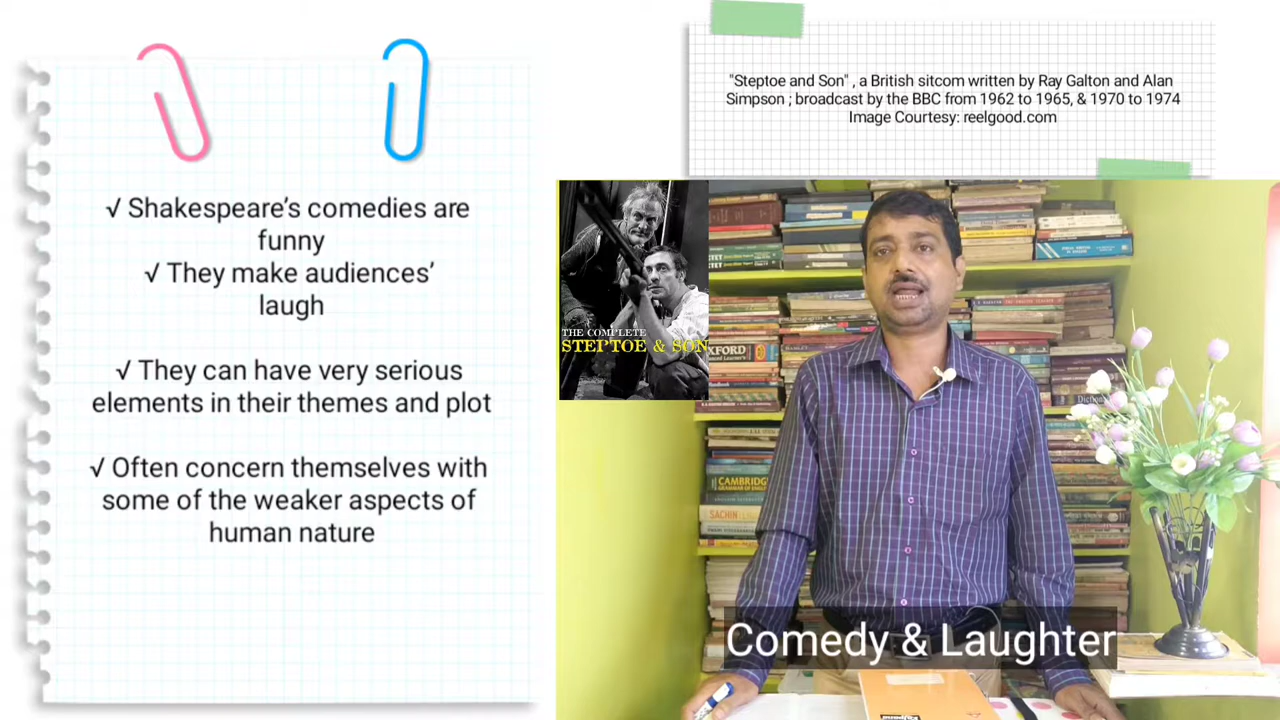 √ Shakespeare's comedies are
funny
√ They make audiences'
laugh
√ They can have very serious
elements in their themes and plot
√ Often concern themselves with
some of the weaker aspects of
human nature
"Steptoe and Son" , a British sitcom written by Ray Galton and Alan
Simpson ; broadcast by the BBC from 1962 to 1965, & 1970 to 1974
Image Courtesy: reelgood.com
THE COMPLETE
STEPTOE & SON
OXFORD
CAMBRIDGE
SACHIN
Comedy & Laughter